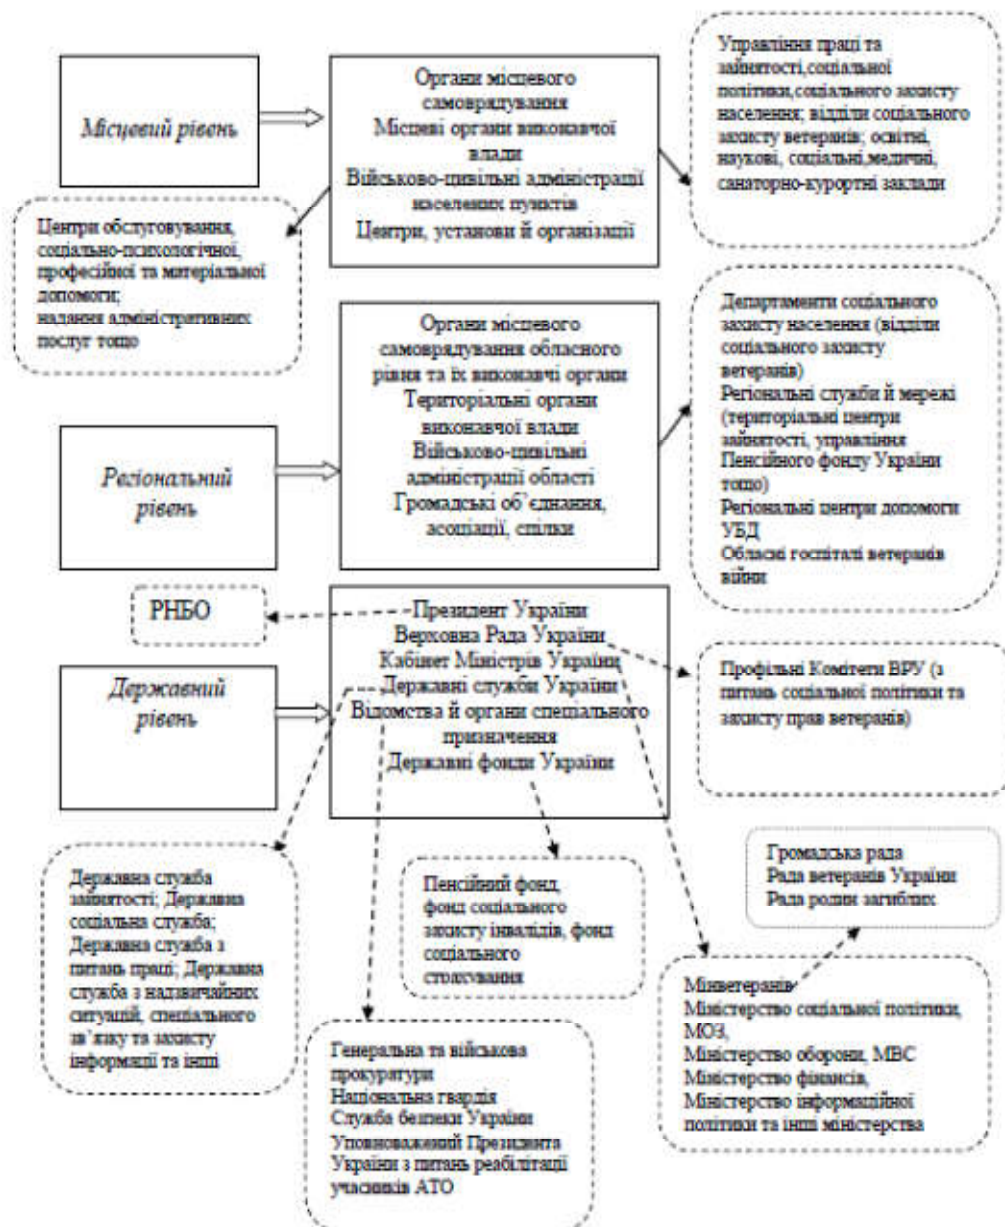 Місцевий рівень
Органи місцевого
самоврядування
Місцеві органи виконавчої
влади
Військово-цивільні адміністрації
населених пунктів
Центри, установи й організації
Управління праці та
зайнятості,соціальної
політики,соціального захисту
населення; відділи соціального
захисту ветеранів; освітні,
наукові, соціальні,медичні,
санаторно-курортні заклади
Центри обслуговування,
соціально-психологічної,
професійної та матеріальної
допомоги;
надання адміністративних
послуг тощо
Регіональний
рівень
Органи місцевого
самоврядування обласного
рівня та їх виконавчі органи
Територіальні органи
виконавчої влади
Військово-цивільні
адміністрації області
Громадські об’єднання,
асоціації, спілки
Департаменти соціального
захисту населення (відділи
соціального захисту
ветеранів)
Регіональні служби й мережі
(територіальні центри
зайнятості, управління
Пенсійного фонду України
тощо)
Регіональні центри допомоги
УБД
Обласні госпіталі ветеранів
війни
РНБО
Державний
рівень
Президент України
Верховна Рада України
Кабінет Міністрів України
Державні служби України
Відомства й органи спеціального
призначення
Державні фонди України
Профільні Комітети ВРУ (з
питань соціальної політики та
захисту прав ветеранів)
Державна служба
зайнятості; Державна
соціальна служба;
Державна служба з
питань праці; Державна
служба з надзвичайних
ситуацій, спеціального
зв’язку та захисту
інформації та інші
Пенсійний фонд,
фонд соціального
захисту інвалідів, фонд
соціального
страхування
Громадська рада
Рада ветеранів України
Рада родин загиблих
Мінветеранів
Міністерство соціальної політики,
МОЗ,
Міністерство оборони, МВС
Міністерство фінансів,
Міністерство інформаційної
політики та інші міністерства
Генеральна та військова
прокуратури
Національна гвардія
Служба безпеки України
Уповноважений Президента
України з питань реабілітації
учасників АТО